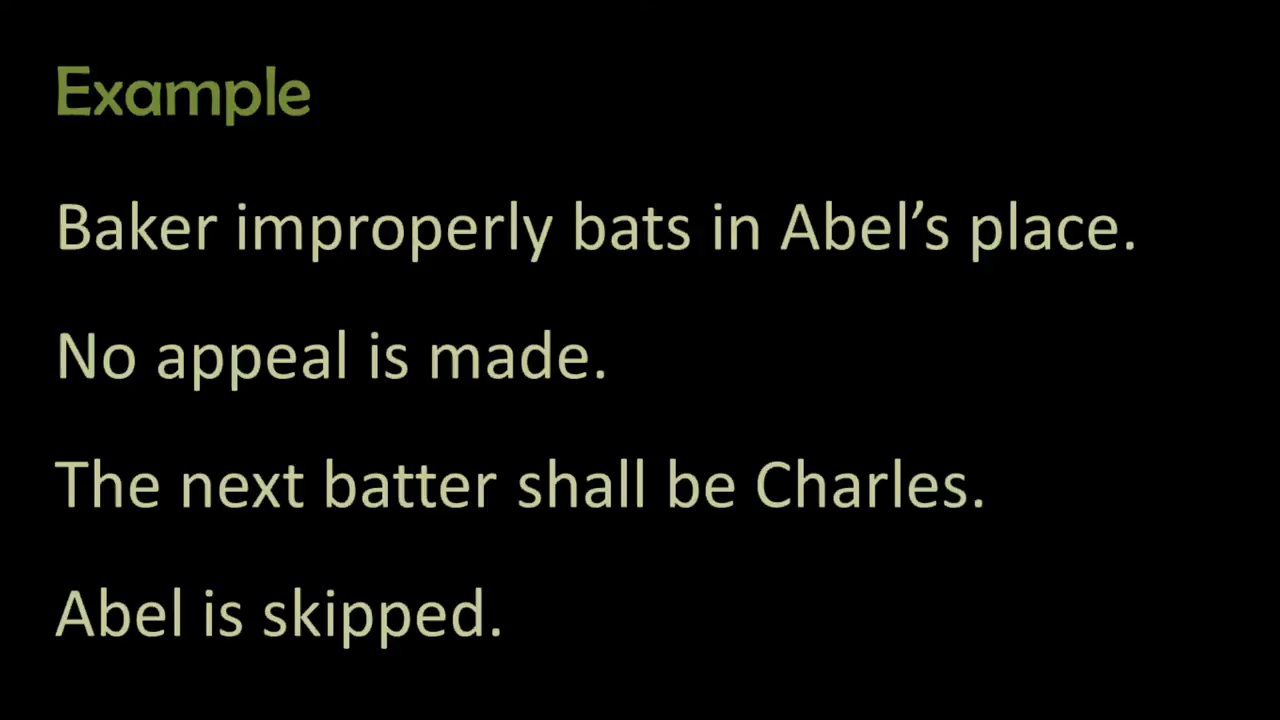 Example
Baker improperly bats in Abel’s place.
No appeal is made.
The next batter shall be Charles.
Abel is skipped.